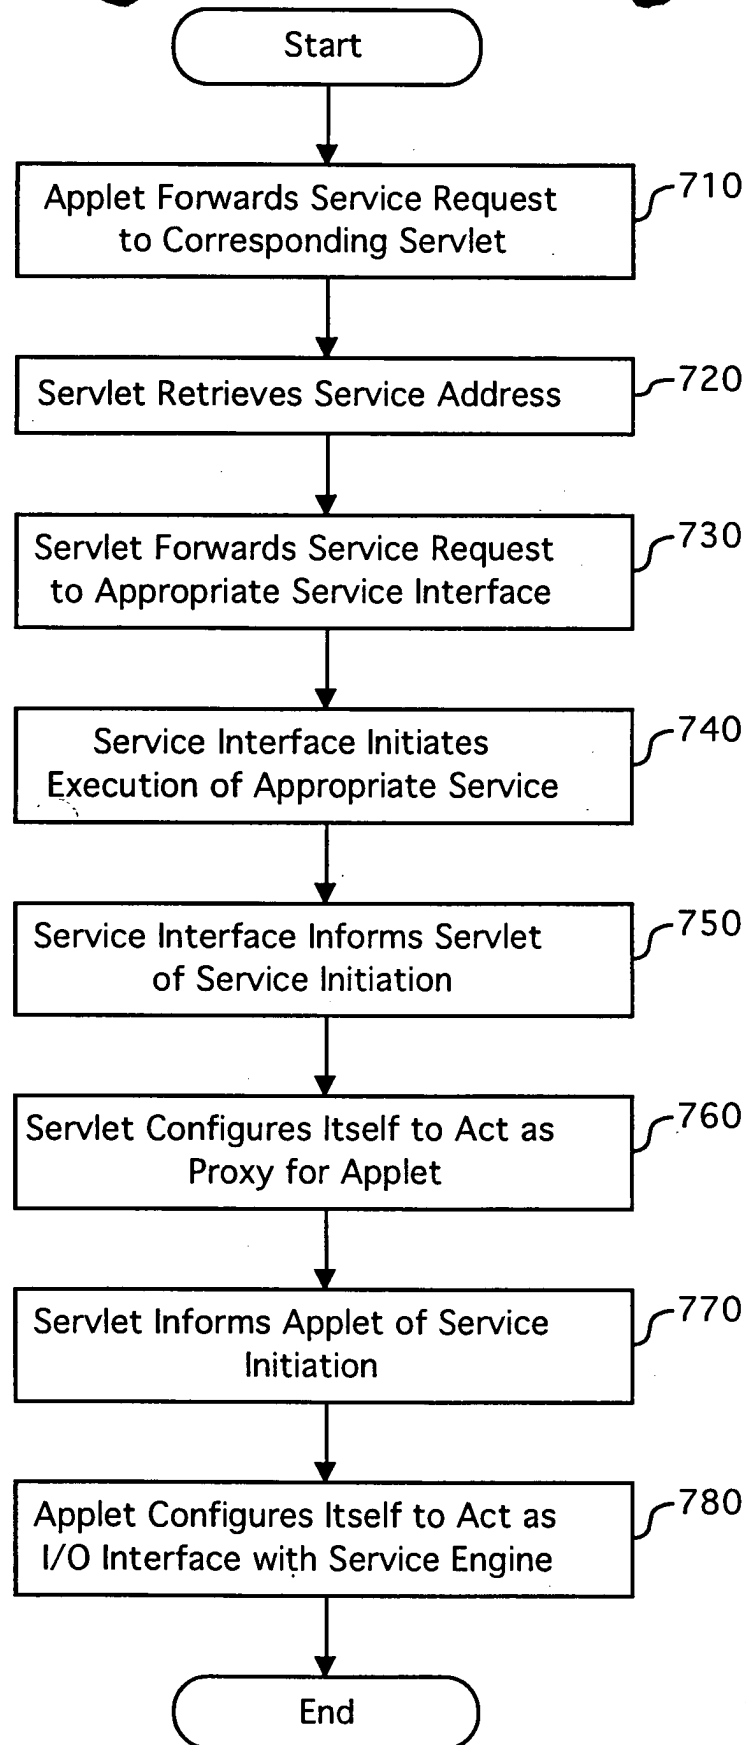 Start
Applet Forwards Service Request
to Corresponding Servlet
710
Servlet Retrieves Service Address
720
Servlet Forwards Service Request
to Appropriate Service Interface
730
Service Interface Initiates
Execution of Appropriate Service
740
Service Interface Informs Servlet
of Service Initiation
750
Servlet Configures Itself to Act as
Proxy for Applet
760
Servlet Informs Applet of Service
Initiation
770
Applet Configures Itself to Act as
I/O Interface with Service Engine
780
End